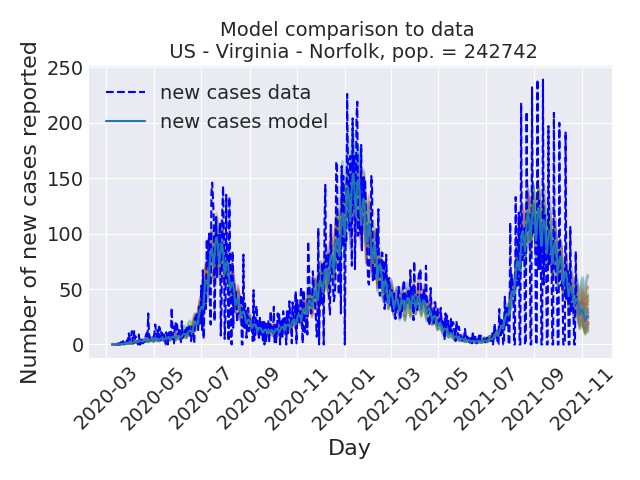 Model comparison to data
US - Virginia - Norfolk, pop. = 242742
Number of new cases reported
250
200
150
100
50
0
new cases data
new cases model
2020-03
2020-05
2020-07
2020-09
2020-11
2021-01
2021-03
2021-05
2021-07
2021-09
2021-11
Day